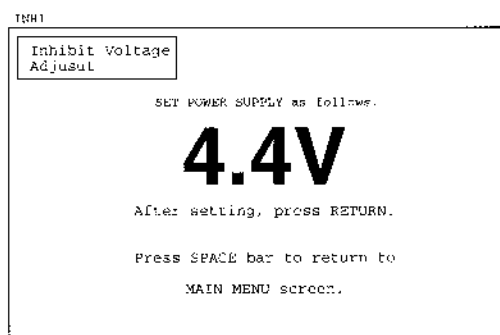 INH1
Inhibit Voltage
Adjusut
SET POWER SUPPLY as follows.
4.4V
After setting, press RETURN.
Press SPACE bar to return to
MAIN MENU screen.